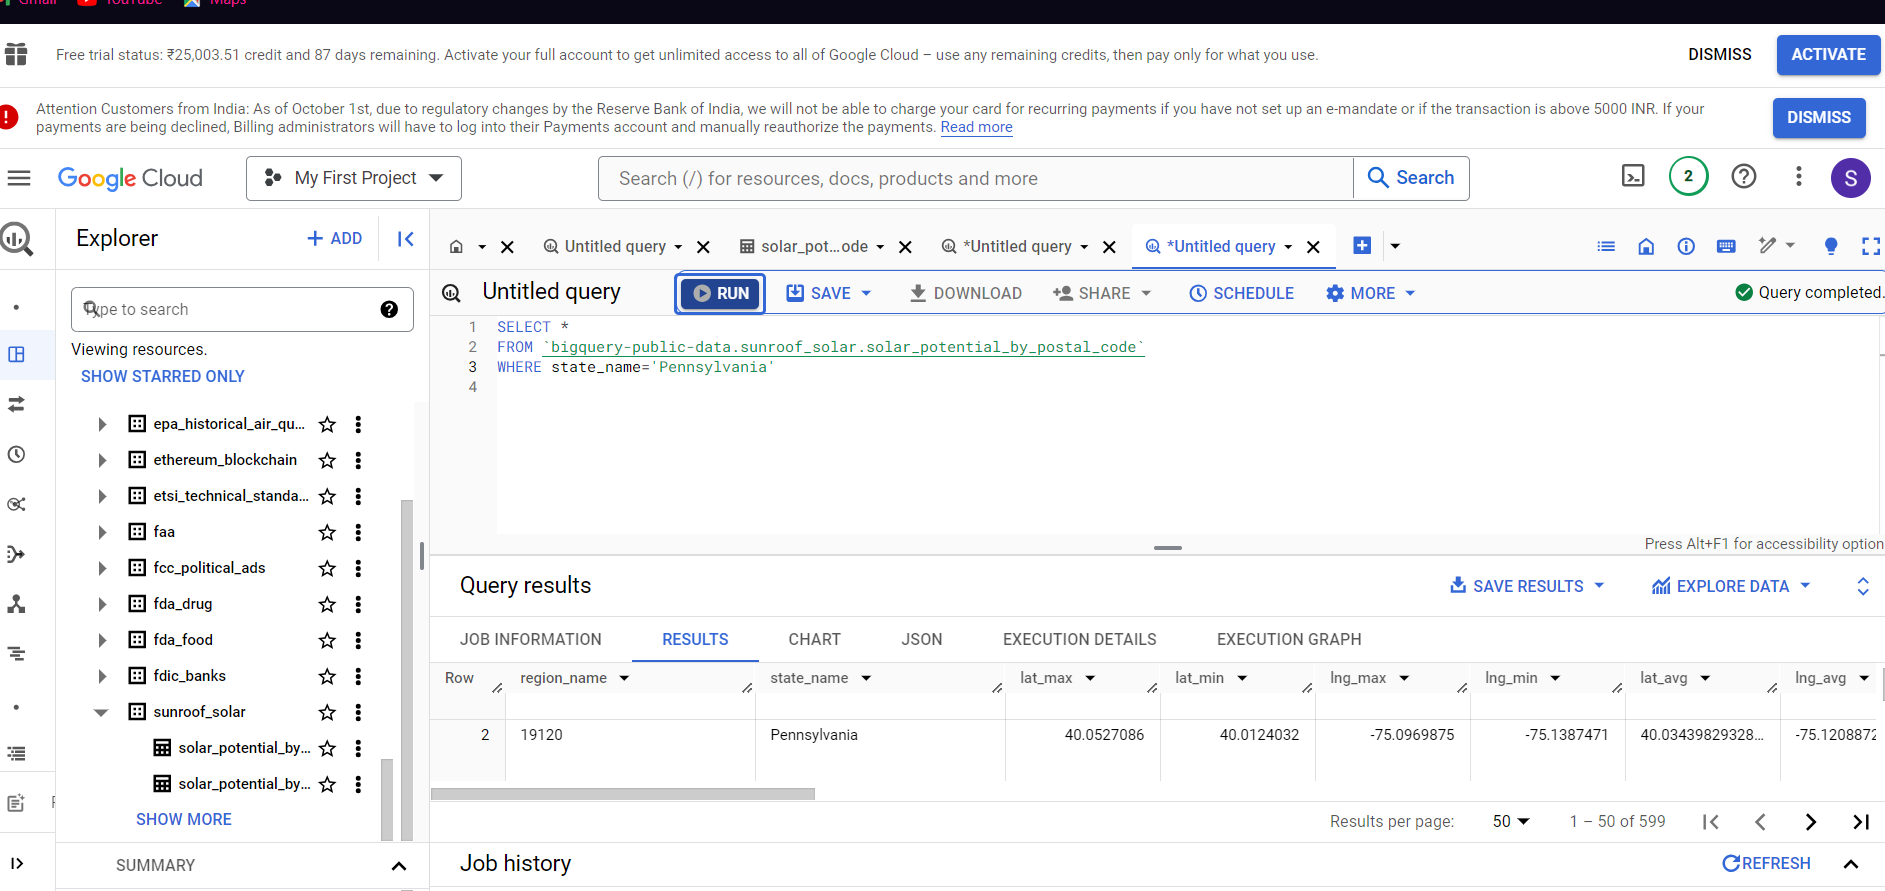 Gmail
YouTube
Maps
Free trial status: ₹25,003.51 credit and 87 days remaining. Activate your full account to get unlimited access to all of Google Cloud – use any remaining credits, then pay only for what you use.
DISMISS
ACTIVATE
Attention Customers from India: As of October 1st, due to regulatory changes by the Reserve Bank of India, we will not be able to charge your card for recurring payments if you have not set up an e-mandate or if the transaction is above 5000 INR. If your
payments are being declined, Billing administrators will have to log into their Payments account and manually reauthorize the payments. Read more
DISMISS
Google Cloud
My First Project
Search (/) for resources, docs, products and more
Search
2
S
Explorer
+ ADD
Untitled query
solar_pot...ode
*Untitled query
*Untitled query
Type to search
Viewing resources.
SHOW STARRED ONLY
epa_historical_air_qu...
ethereum_blockchain
etsi_technical_standa...
faa
fcc_political_ads
fda_drug
fda_food
fdic_banks
sunroof_solar
solar_potential_by...
solar_potential_by...
SHOW MORE
SUMMARY
Untitled query
RUN
SAVE
DOWNLOAD
SHARE
SCHEDULE
MORE
Query completed.
1 SELECT *
2 FROM `bigquery-public-data.sunroof_solar.solar_potential_by_postal_code`
3 WHERE state_name='Pennsylvania'
4
Press Alt+F1 for accessibility option
Query results
SAVE RESULTS
EXPLORE DATA
JOB INFORMATION
RESULTS
CHART
JSON
EXECUTION DETAILS
EXECUTION GRAPH
Row region_name state_name lat_max lat_min lng_max lng_min lat_avg lng_avg
2 19120 Pennsylvania 40.0527086 40.0124032 -75.0969875 -75.1387471 40.03439829328... -75.1208872
Results per page: 50 1 – 50 of 599
Job history
REFRESH